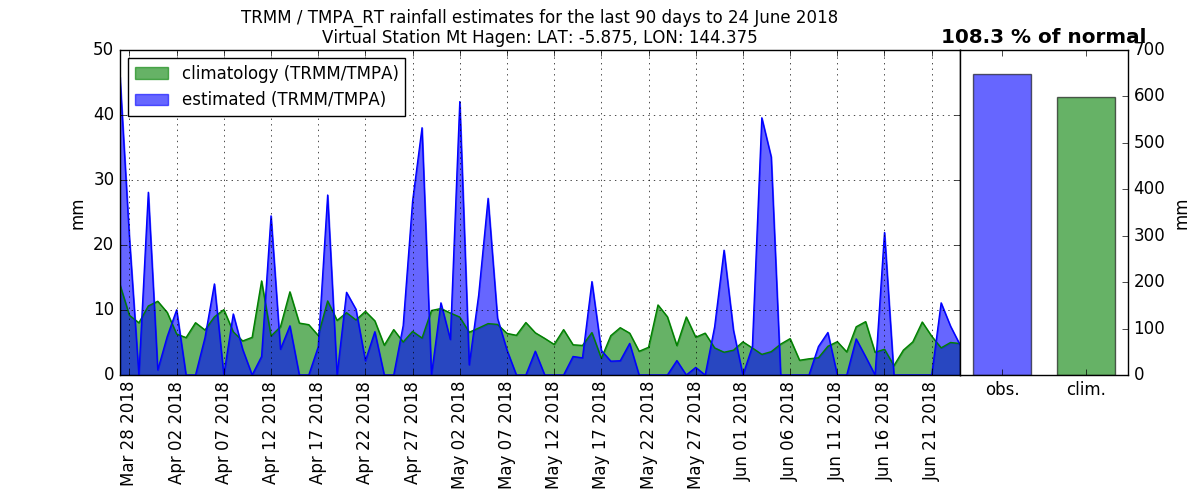 TRMM / TMPA_RT rainfall estimates for the last 90 days to 24 June 2018
Virtual Station Mt Hagen: LAT: -5.875, LON: 144.375
108.3 % of normal
climatology (TRMM/TMPA)
estimated (TRMM/TMPA)
50
40
30
20
10
0
mm
700
600
500
400
300
200
100
0
mm
Mar 28 2018
Apr 02 2018
Apr 07 2018
Apr 12 2018
Apr 17 2018
Apr 22 2018
Apr 27 2018
May 02 2018
May 07 2018
May 12 2018
May 17 2018
May 22 2018
May 27 2018
Jun 01 2018
Jun 06 2018
Jun 11 2018
Jun 16 2018
Jun 21 2018
obs.
clim.